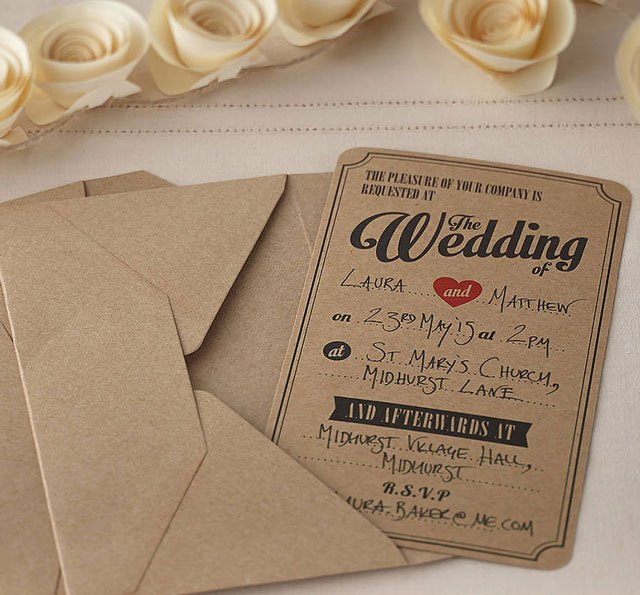 THE PLEASURE OF YOUR COMPANY IS
REQUESTED AT
The
Wedding
of
LAURA and MATTHEW
on 23RD MAY '15 at 2PM
at ST MARY'S CHURCH,
MIDHURST LANE
AND AFTERWARDS AT
MIDHURST VILLAGE HALL,
MIDHURST
R.S.V.P
LAURA.BAKER@ME.COM